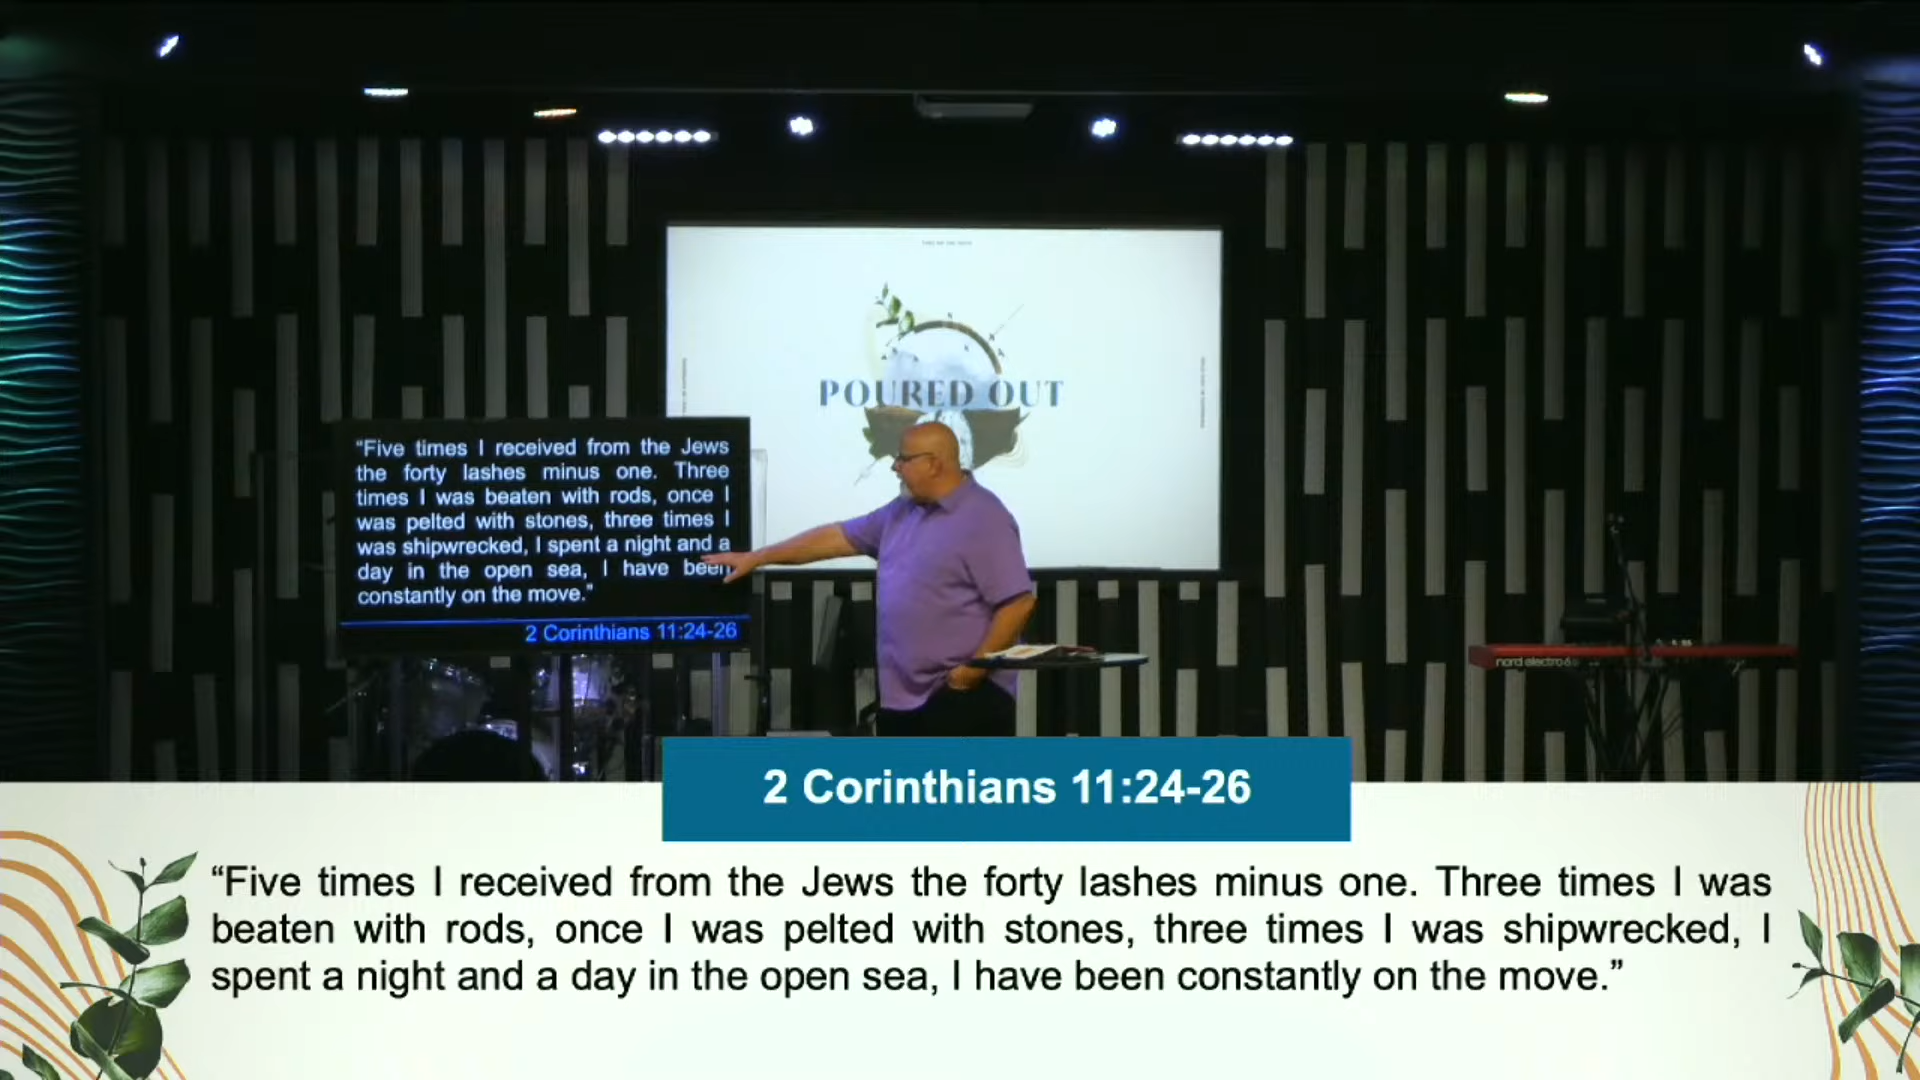 POURED OUT
“Five times I received from the Jews
the forty lashes minus one. Three
times I was beaten with rods, once I
was pelted with stones, three times I
was shipwrecked, I spent a night and a
day in the open sea, I have been
constantly on the move.”
2 Corinthians 11:24-26
nord electro 6
2 Corinthians 11:24-26
“Five times I received from the Jews the forty lashes minus one. Three times I was
beaten with rods, once I was pelted with stones, three times I was shipwrecked, I
spent a night and a day in the open sea, I have been constantly on the move.”